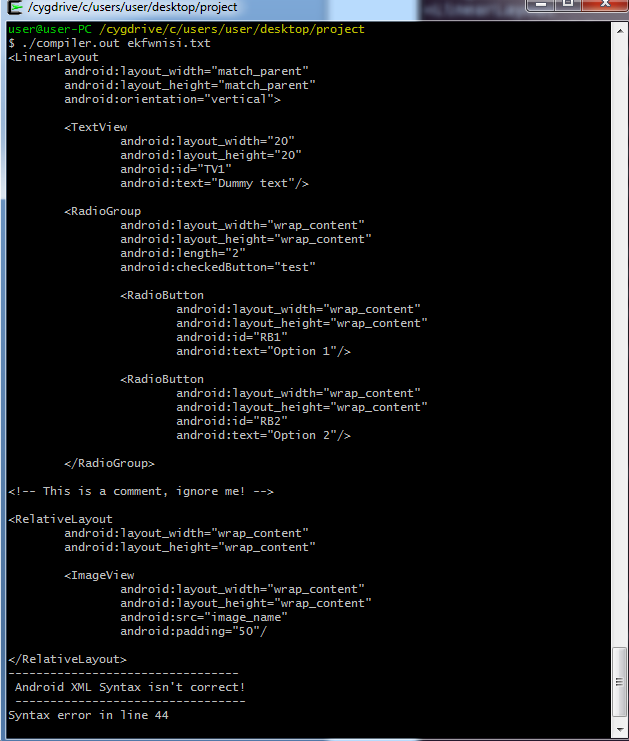 /cygdrive/c/users/user/desktop/project
user@user-PC /cygdrive/c/users/user/desktop/project
$ ./compiler.out ekfwnisi.txt
<LinearLayout
        android:layout_width="match_parent"
        android:layout_height="match_parent"
        android:orientation="vertical">

        <TextView
                android:layout_width="20"
                android:layout_height="20"
                android:id="TV1"
                android:text="Dummy text"/>

        <RadioGroup
                android:layout_width="wrap_content"
                android:layout_height="wrap_content"
                android:length="2"
                android:checkedButton="test"

                <RadioButton
                        android:layout_width="wrap_content"
                        android:layout_height="wrap_content"
                        android:id="RB1"
                        android:text="Option 1"/>

                <RadioButton
                        android:layout_width="wrap_content"
                        android:layout_height="wrap_content"
                        android:id="RB2"
                        android:text="Option 2"/>

        </RadioGroup>

<!-- This is a comment, ignore me! -->

<RelativeLayout
        android:layout_width="wrap_content"
        android:layout_height="wrap_content"

        <ImageView
                android:layout_width="wrap_content"
                android:layout_height="wrap_content"
                android:src="image_name"
                android:padding="50"/

</RelativeLayout>
---------------------------------
 Android XML Syntax isn't correct!
 ---------------------------------
Syntax error in line 44